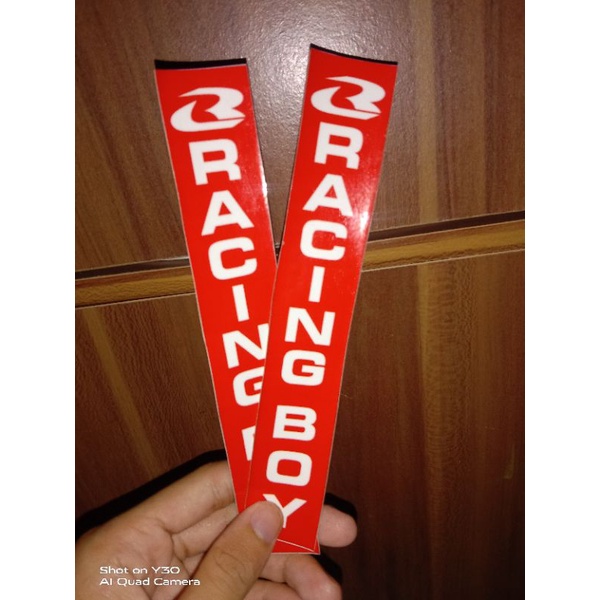 RACING
RACING BOY
Shot on Y30
AI Quad Camera